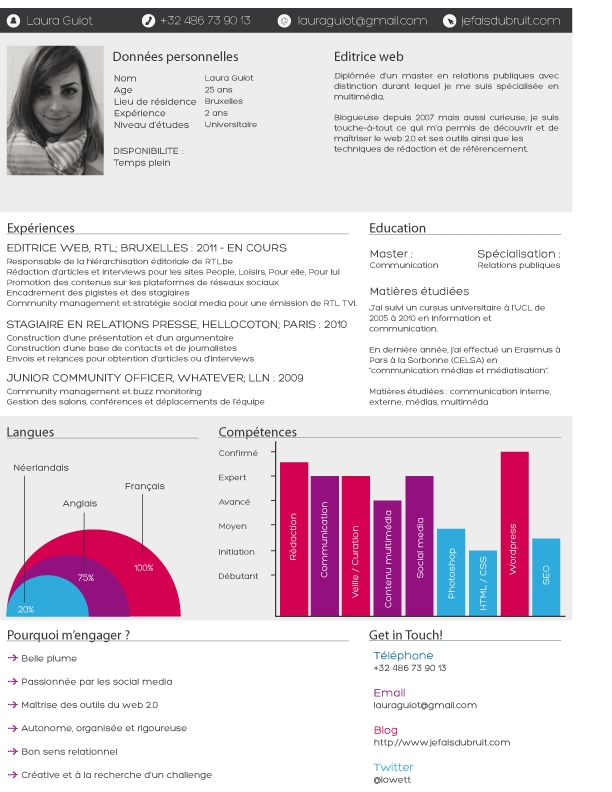 Laura Guiot
+32 486 73 90 13
lauraguiot@gmail.com
jefaisdubruit.com
Données personnelles
Nom Laura Guiot
Age 25 ans
Lieu de résidence Bruxelles
Expérience 2 ans
Niveau d'études Universitaire
DISPONIBILITE :
Temps plein
Editrice web
.Diplômée d'un master en relations publiques avec
distinction durant lequel je me suis spécialisée en
multimédia.
Blogueuse depuis 2007 mais aussi curieuse, je suis
touche-à-tout ce qui m'a permis de découvrir et de
maîtriser le web 2.0 et ses outils ainsi que les
techniques de rédaction et de référencement.
Expériences
EDITRICE WEB, RTL; BRUXELLES : 2011 - EN COURS
Responsable de la hiérarchisation éditoriale de RTL.be
Rédaction d'articles et interviews pour les sites People, Loisirs, Pour elle, Pour lui
Promotion des contenus sur les plateformes de réseaux sociaux
Encadrement des pigistes et des stagiaires
Community management et stratégie social media pour une émission de RTL TVI.
STAGIAIRE EN RELATIONS PRESSE, HELLOCOTON; PARIS : 2010
Construction d'une présentation et d'un argumentaire
Construction d'une base de contacts et de journalistes
Envois et relances pour obtention d'articles ou d'interviews
JUNIOR COMMUNITY OFFICER, WHATEVER; LLN : 2009
Community management et buzz monitoring
Gestion des salons, conférences et déplacements de l'équipe
Education
Master : Spécialisation :
Communication Relations publiques
Matières étudiées
J'ai suivi un cursus universitaire à l'UCL de
2005 à 2010 en information et
communication.
En dernière année, j'ai effectué un Erasmus à
Pars à la Sorbonne (CELSA) en
"communication médias et médiatisation".
Matières étudiées : communication interne,
externe, médias, multiméda
Langues
Néerlandais
Anglais
Français
20%
75%
100%
Compétences
Confirmé
Expert
Avancé
Moyen
Initiation
Débutant
Rédaction
Communication
Veille / Curation
Contenu multimédia
Social media
Photoshop
HTML / CSS
Wordpress
SEO
Pourquoi m'engager ?
Belle plume
Passionnée par les social media
Maîtrise des outils du web 2.0
Autonome, organisée et rigoureuse
Bon sens relationnel
Créative et à la recherche d'un challenge
Get in Touch!
Téléphone
+32 486 73 90 13
Email
lauraguiot@gmail.com
Blog
http://www.jefaisdubruit.com
Twitter
@lowett